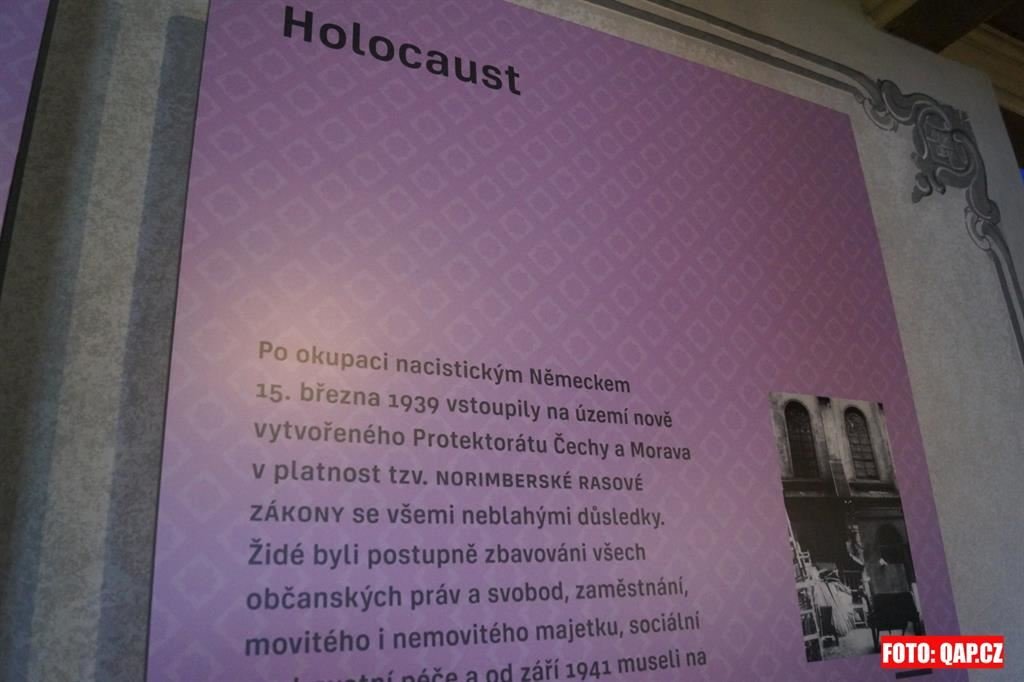 Holocaust
Po okupaci nacistickým Německem
15. března 1939 vstoupily na území nově
vytvořeného Protektorátu Čechy a Morava
v platnost tzv. NORIMBERSKÉ RASOVÉ
ZÁKONY se všemi neblahými důsledky.
Židé byli postupně zbavováni všech
občanských práv a svobod, zaměstnání,
movitého i nemovitého majetku, sociální
péče a od září 1941 museli na
FOTO: QAP.CZ